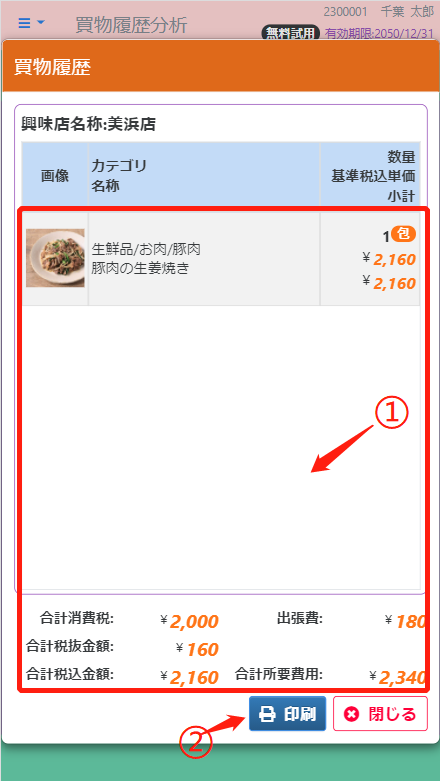 買物履歴分析
2300001 千葉 太郎
無料試用 有効期限:2050/12/31
買物履歴
興味店名称:美浜店
画像
カテゴリ
名称
数量
基準税込単価
小計
生鮮品/お肉/豚肉
豚肉の生姜焼き
1 包
¥ 2,160
¥ 2,160
①
合計消費税: ¥ 2,000 出張費: ¥ 180
合計税抜金額: ¥ 160
合計税込金額: ¥ 2,160 合計所要費用: ¥ 2,340
② 印刷 閉じる